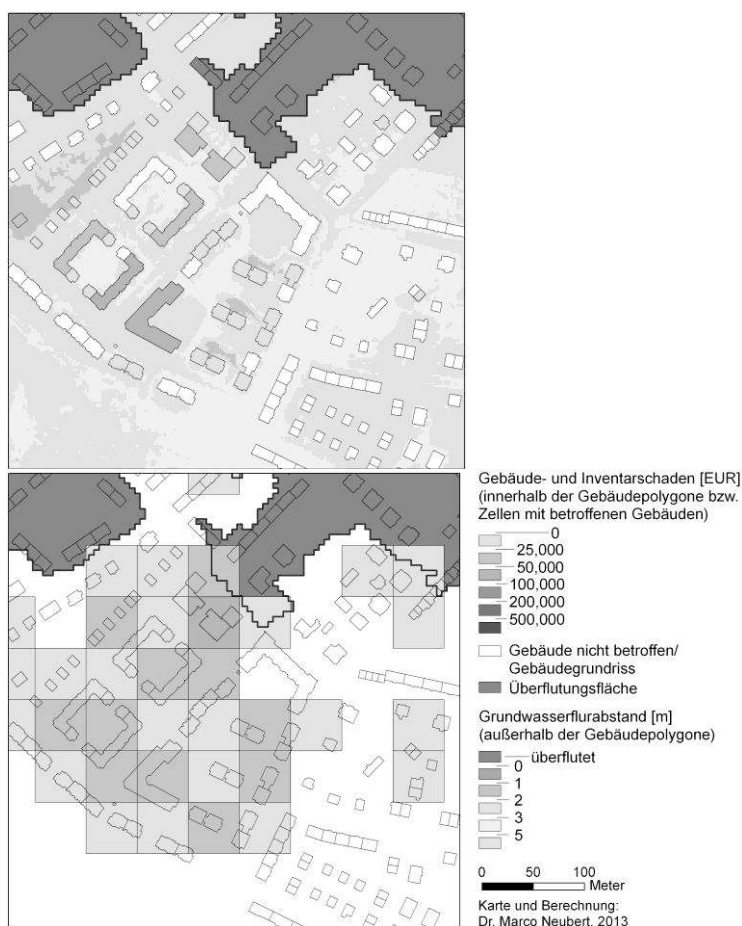 Gebäude- und Inventarschaden [EUR]
(innerhalb der Gebäudepolygone bzw.
Zellen mit betroffenen Gebäuden)
0
25,000
50,000
100,000
200,000
500,000
Gebäude nicht betroffen/
Gebäudegrundriss
Überflutungsfläche
Grundwasserflurabstand [m]
(außerhalb der Gebäudepolygone)
überflutet
0
1
2
3
5
0 50 100
Meter
Karte und Berechnung:
Dr. Marco Neubert, 2013